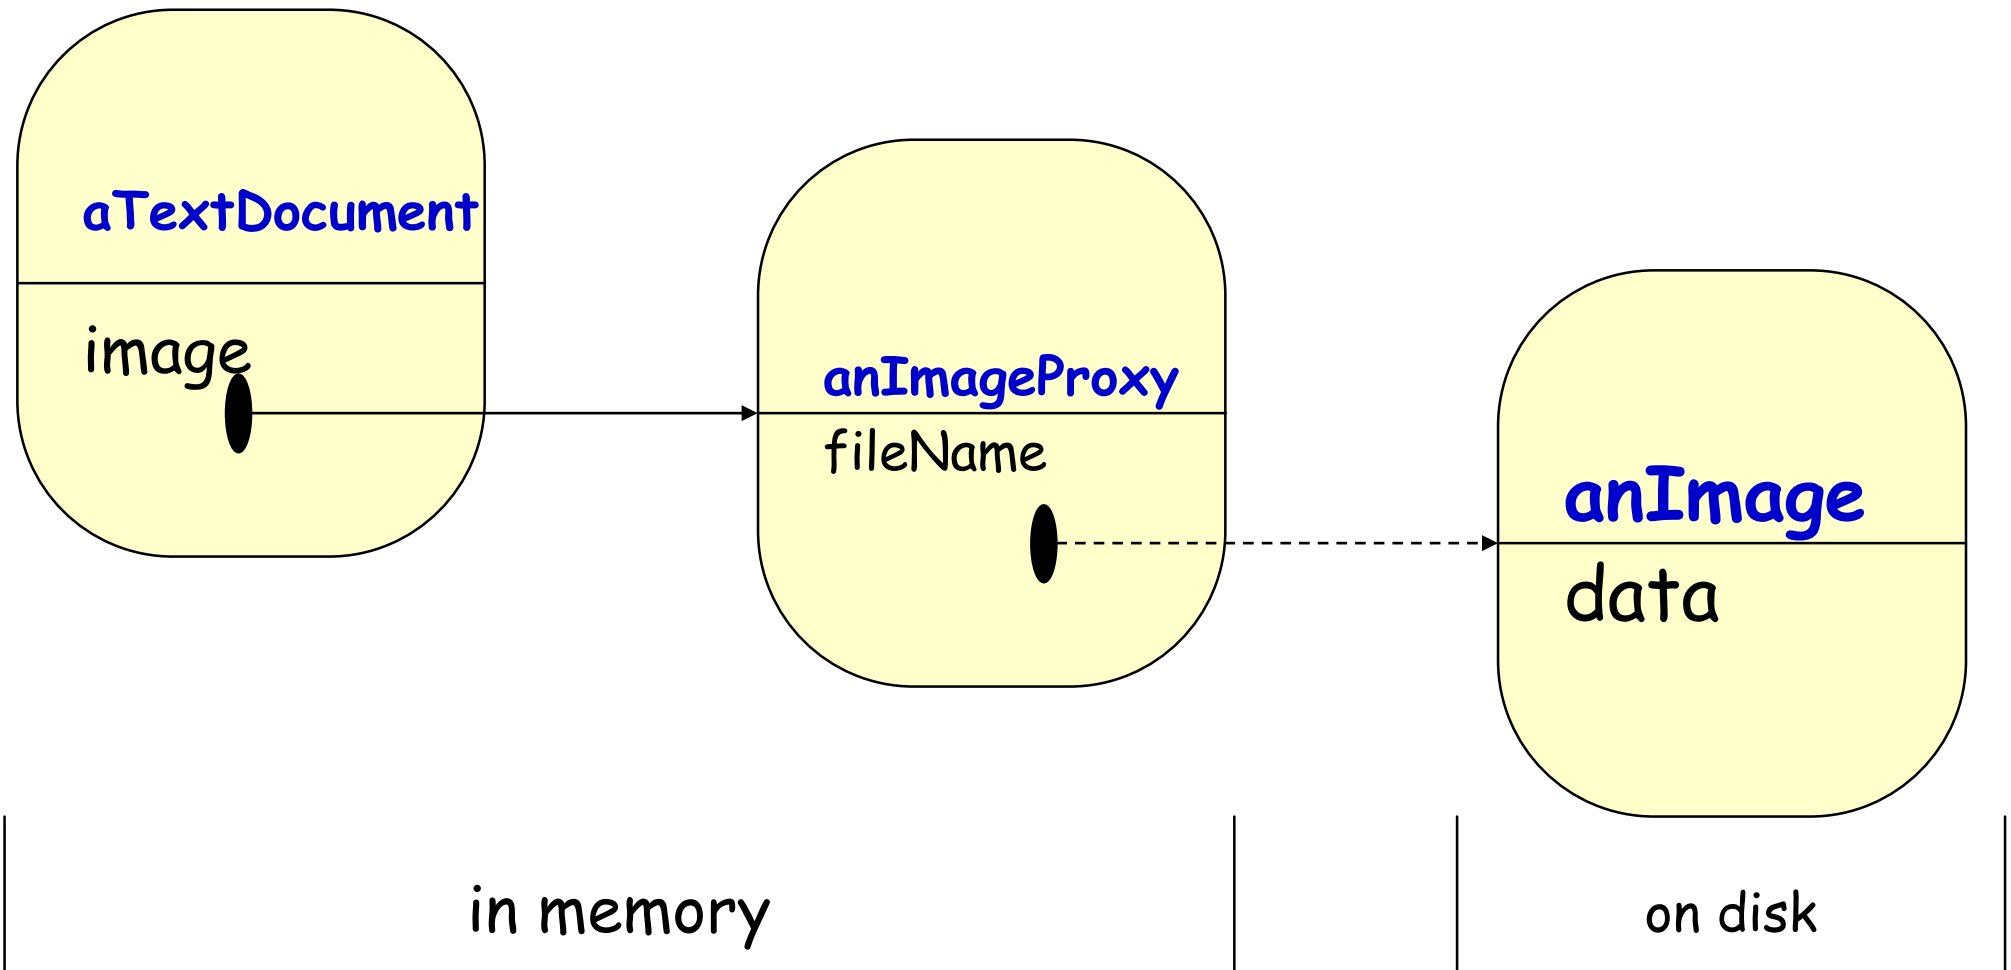 aTextDocument
image
anImageProxy
fileName
anImage
data
in memory
on disk